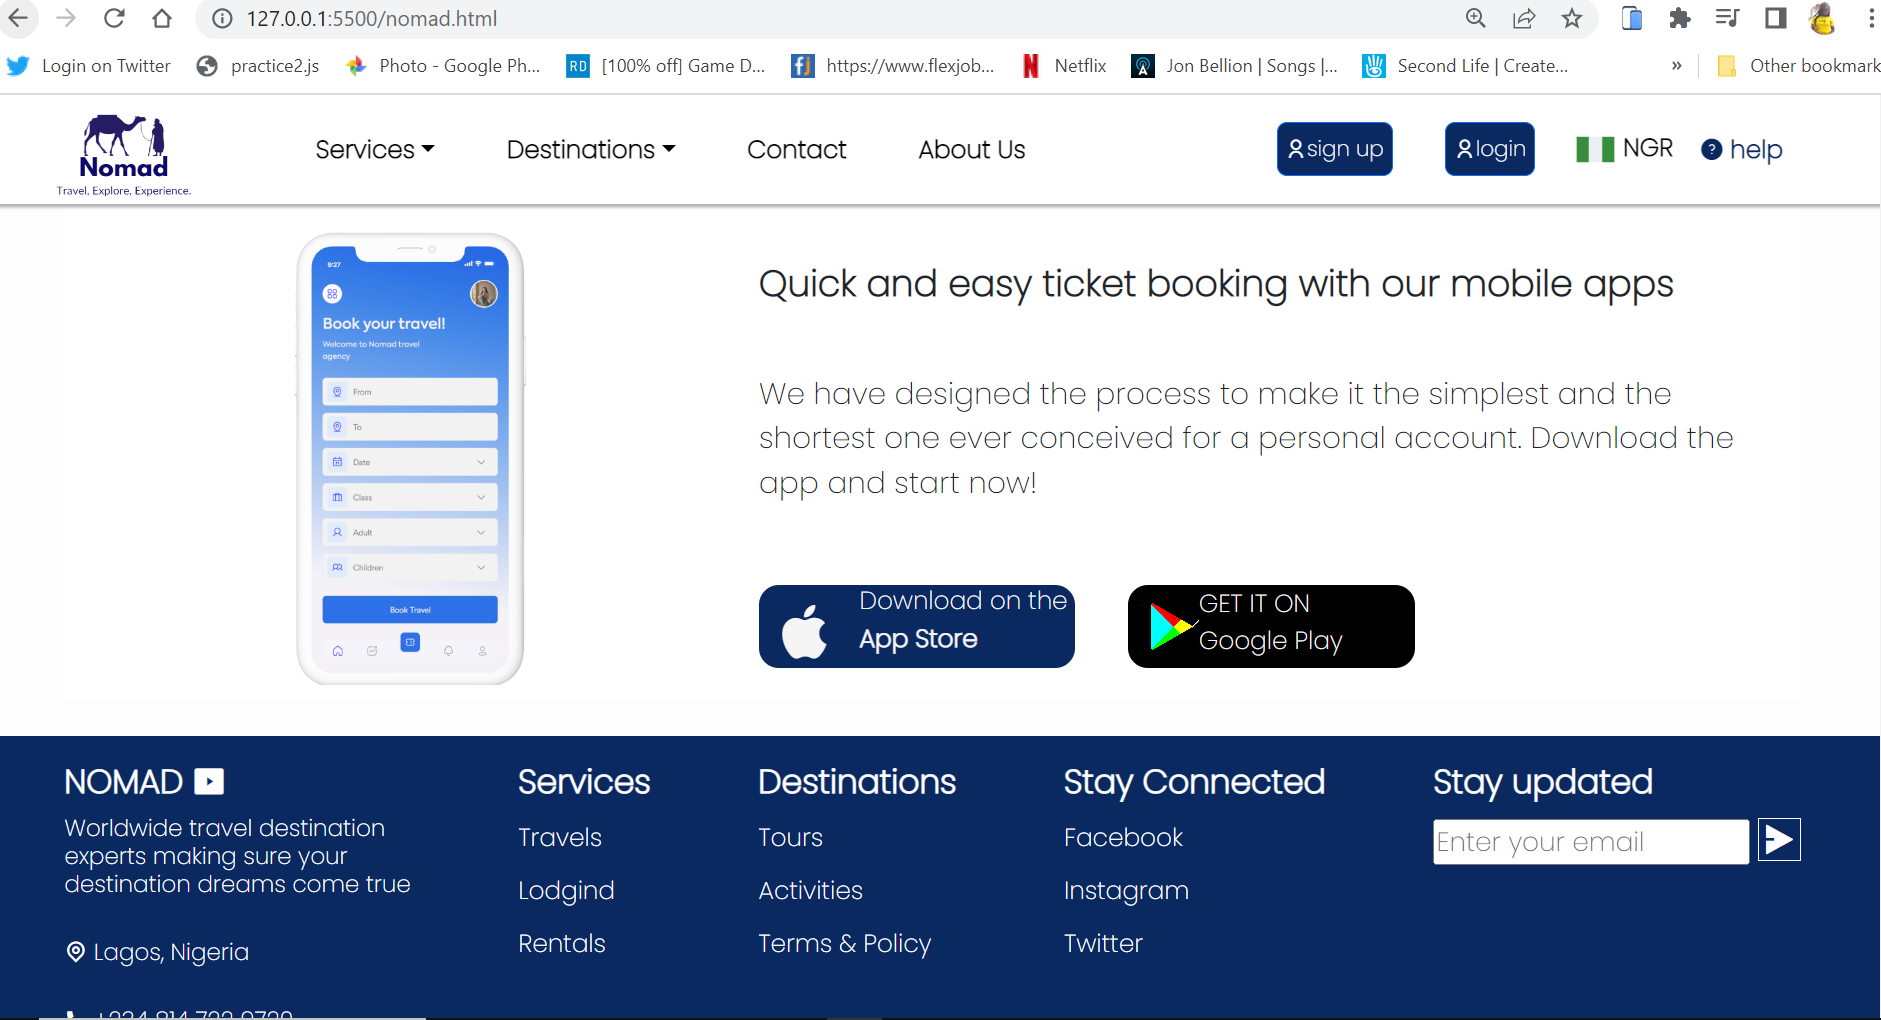 127.0.0.1:5500/nomad.html
Login on Twitter
practice2.js
Photo - Google Ph...
RD
[100% off] Game D...
fj
https://www.flexjob...
Netflix
Jon Bellion | Songs |...
Second Life | Create...
»
Other bookmark
Nomad
Travel, Explore, Experience.
Services
Destinations
Contact
About Us
sign up
login
NGR
? help
9:27
Book your travel!
Welcome to Nomad travel
agency
From
To
Date
Class
Adult
Children
Book Travel
Quick and easy ticket booking with our mobile apps
We have designed the process to make it the simplest and the
shortest one ever conceived for a personal account. Download the
app and start now!
Download on the
App Store
GET IT ON
Google Play
NOMAD
Worldwide travel destination
experts making sure your
destination dreams come true
Lagos, Nigeria
Services
Travels
Lodgind
Rentals
Destinations
Tours
Activities
Terms & Policy
Stay Connected
Facebook
Instagram
Twitter
Stay updated
Enter your email